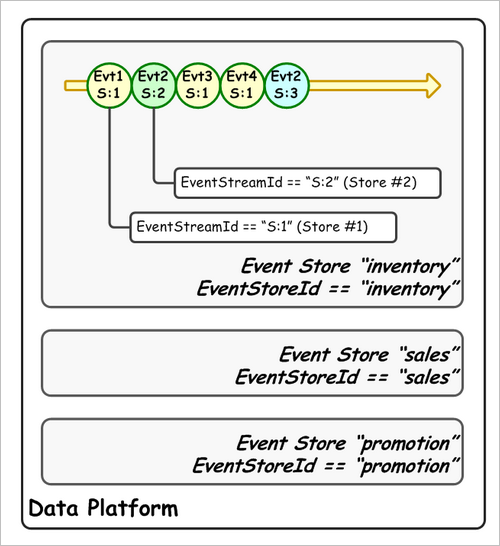 Evt1 Evt2 Evt3 Evt4 Evt2
S:1 S:2 S:1 S:1 S:3
EventStreamId == “S:2” (Store #2)
EventStreamId == “S:1” (Store #1)
Event Store “inventory”
EventStoreId == “inventory”
Event Store “sales”
EventStoreId == “sales”
Event Store “promotion”
EventStoreId == “promotion”
Data Platform